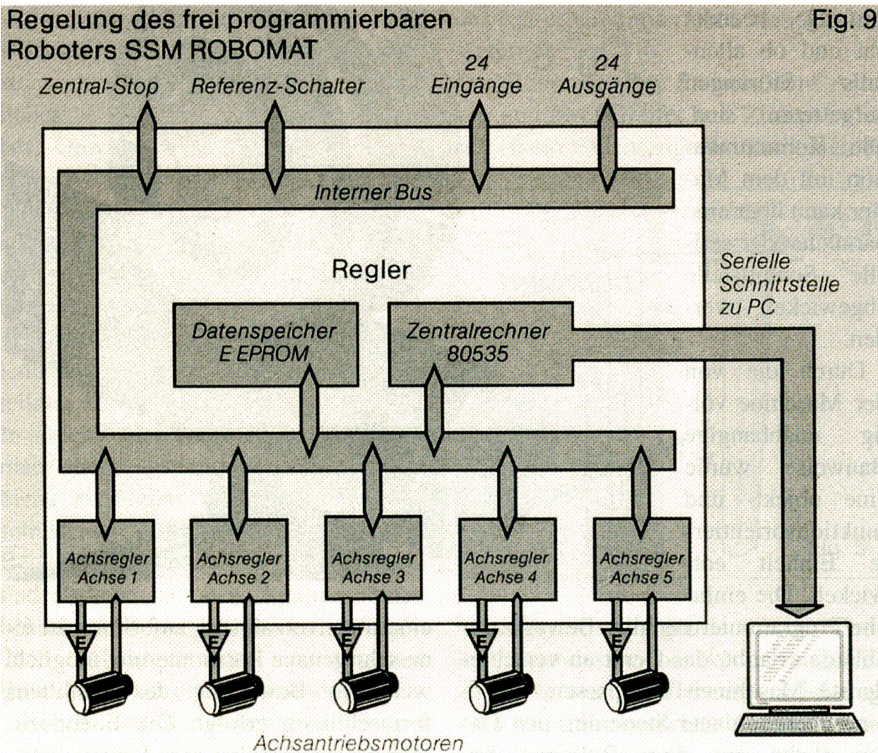 Regelung des frei programmierbaren
Fig. 9
Roboters SSM ROBOMAT
Zentral-Stop
Referenz-Schalter
24
Eingänge
24
Ausgänge
Interner Bus
Regler
Serielle
Schnittstelle
zu PC
Datenspeicher
E EPROM
Zentralrechner
80535
Achsregler
Achse 1
Achsregler
Achse 2
Achsregler
Achse 3
Achsregler
Achse 4
Achsregler
Achse 5
E
E
E
E
E
Achsantriebsmotoren